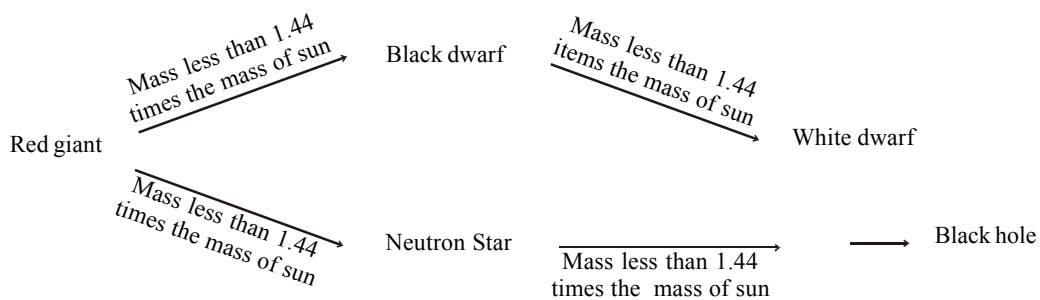 Mass less than 1.44
times the mass of sun
Black dwarf
Mass less than 1.44
items the mass of sun
Red giant
White dwarf
Mass less than 1.44
times the mass of sun
Neutron Star
Mass less than 1.44
times the mass of sun
Black hole